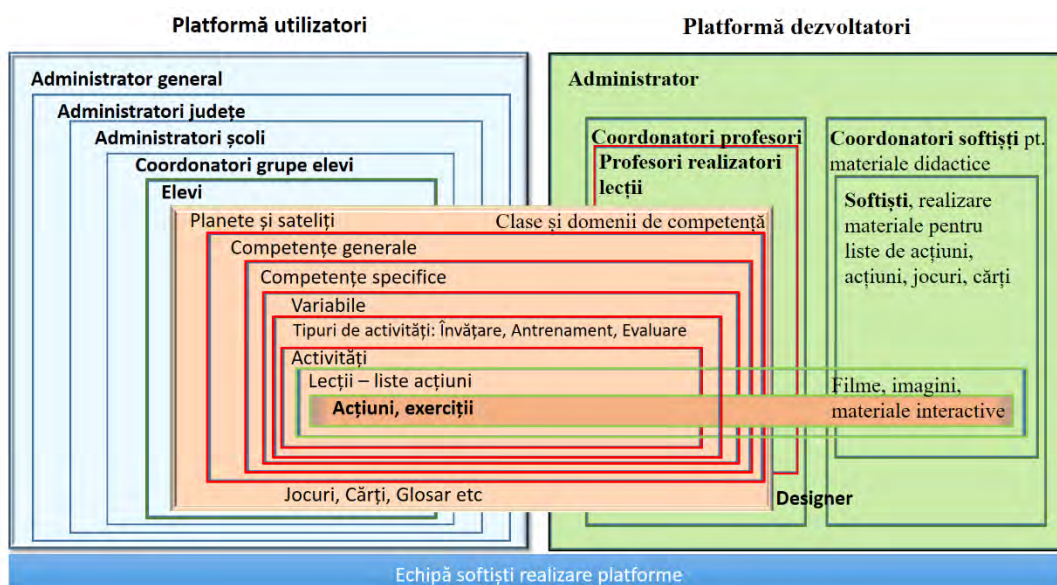 Platformă utilizatori
Platformă dezvoltatori
Administrator general
Administratori județe
Administratori școli
Coordonatori grupe elevi
Elevi
Administrator
Coordonatori profesori
Profesori realizatori
lecții
Coordonatori softiști pt.
materiale didactice
Softiști, realizare
materiale pentru
liste de acțiuni,
acțiuni, jocuri, cărți
Planete și sateliți
Clase și domenii de competență
Competențe generale
Competențe specifice
Variabile
Tipuri de activități: Învățare, Antrenament, Evaluare
Activități
Lecții – liste acțiuni
Acțiuni, exerciții
Filme, imagini,
materiale interactive
Jocuri, Cărți, Glosar etc
Designer
Echipă softiști realizare platforme